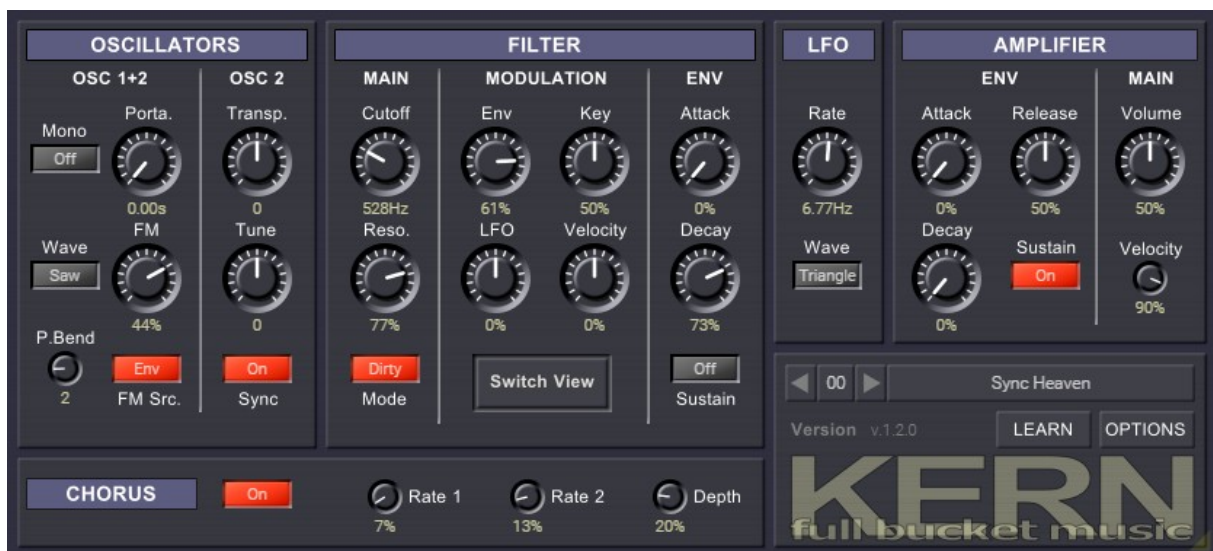 OSCILLATORS
OSC 1+2
OSC 2
Mono
Off
Porta.
0.00s
Transp.
0
Wave
Saw
FM
44%
Tune
0
P.Bend
2
Env
FM Src.
On
Sync
FILTER
MAIN
MODULATION
ENV
Cutoff
528Hz
Env
61%
Key
50%
Attack
0%
Reso.
77%
LFO
0%
Velocity
0%
Decay
73%
Dirty
Mode
Switch View
Off
Sustain
LFO
Rate
6.77Hz
Wave
Triangle
AMPLIFIER
ENV
MAIN
Attack
0%
Release
50%
Volume
50%
Decay
0%
Sustain
On
Velocity
90%
CHORUS
On
Rate 1
7%
Rate 2
13%
Depth
20%
00
Sync Heaven
Version v.1.2.0
LEARN
OPTIONS
KERN
full bucket music